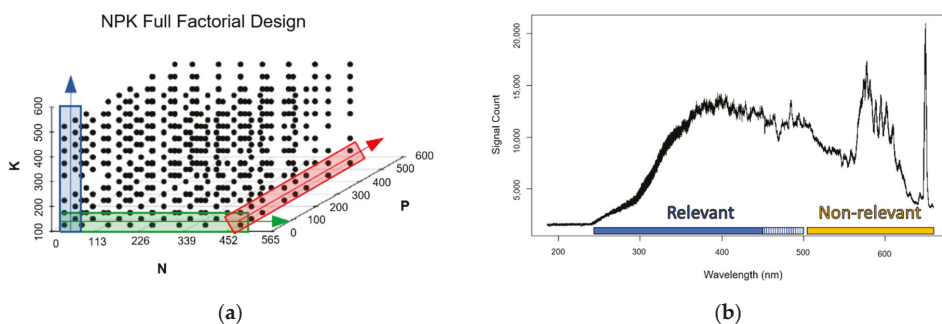 NPK Full Factorial Design
K
600
500
400
300
200
100
0
113
226
339
452
565
N
0
100
200
300
400
500
600
P
(a)
20,000
15,000
10,000
5,000
Signal Count
Relevant
Non-relevant
200
300
400
500
600
Wavelength (nm)
(b)